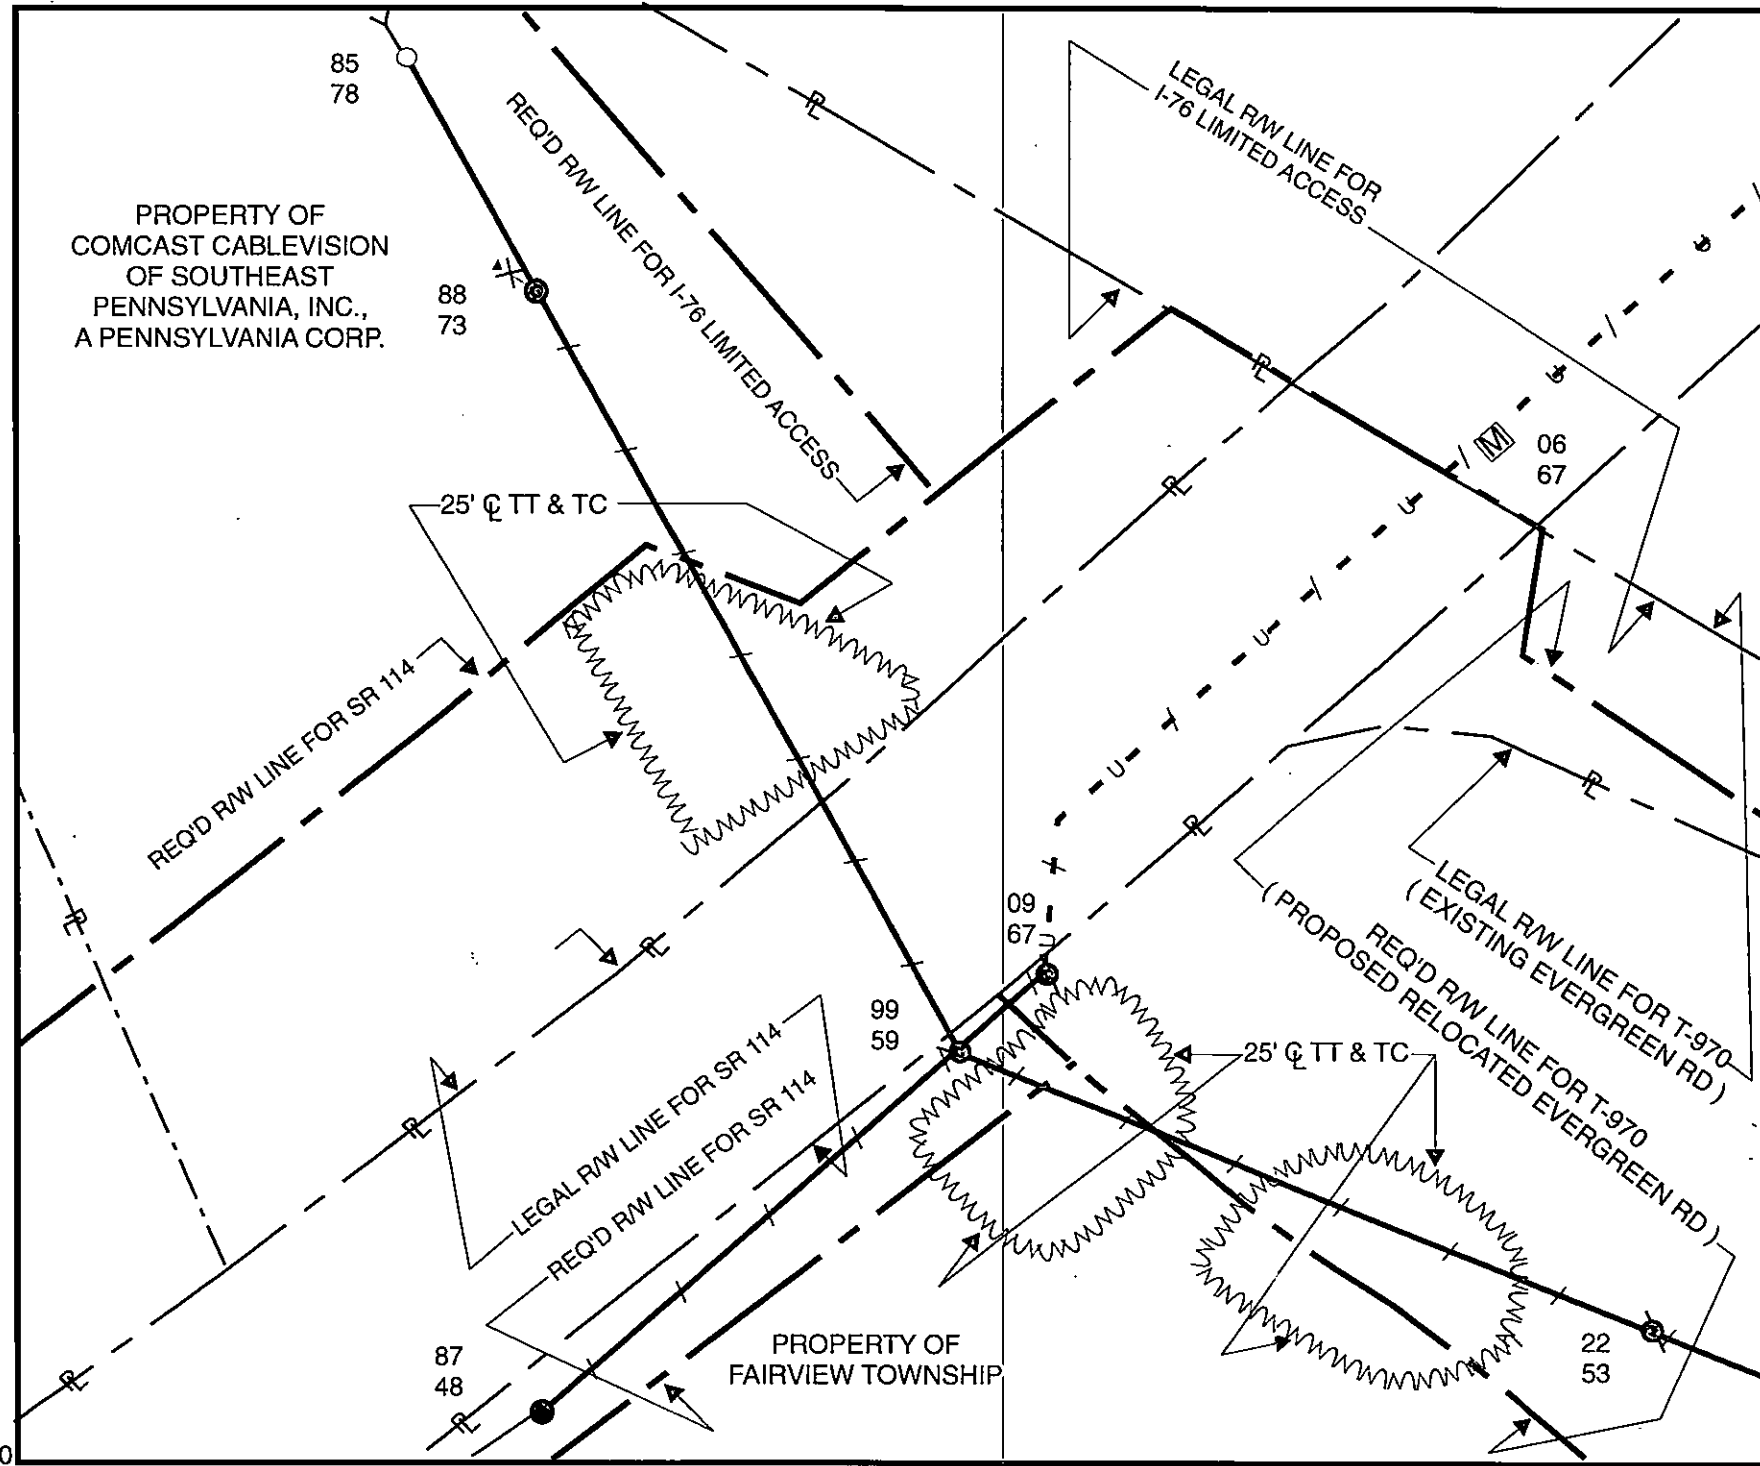 85
78
REQ'D R/W LINE FOR I-76 LIMITED ACCESS
LEGAL R/W LINE FOR
I-76 LIMITED ACCESS
PROPERTY OF
COMCAST CABLEVISION
OF SOUTHEAST
PENNSYLVANIA, INC.,
A PENNSYLVANIA CORP.
88
73
06
67
M
25' ℄ TT & TC
REQ'D R/W LINE FOR SR 114
09
67
LEGAL R/W LINE FOR T-970
( EXISTING EVERGREEN RD )
REQ'D R/W LINE FOR T-970
( PROPOSED RELOCATED EVERGREEN RD )
99
59
25' ℄ TT & TC
LEGAL R/W LINE FOR SR 114
REQ'D R/W LINE FOR SR 114
PROPERTY OF
FAIRVIEW TOWNSHIP
87
48
22
53
0